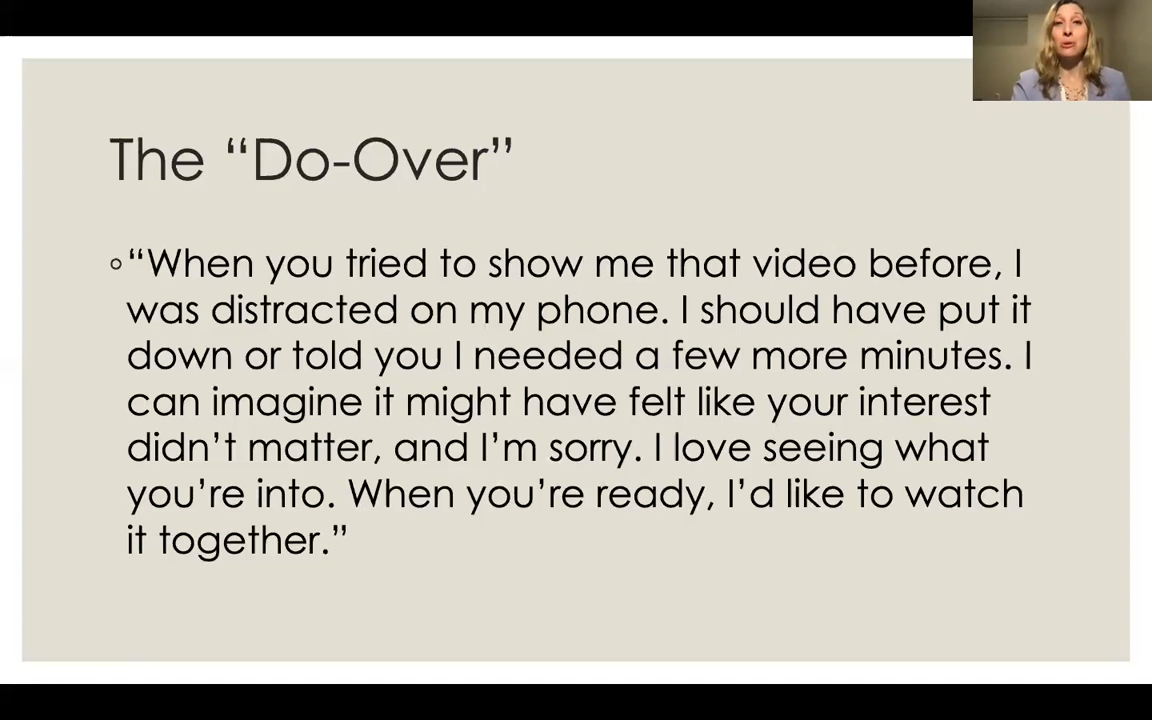 The “Do-Over”
◦“When you tried to show me that video before, I
was distracted on my phone. I should have put it
down or told you I needed a few more minutes. I
can imagine it might have felt like your interest
didn’t matter, and I’m sorry. I love seeing what
you’re into. When you’re ready, I’d like to watch
it together.”